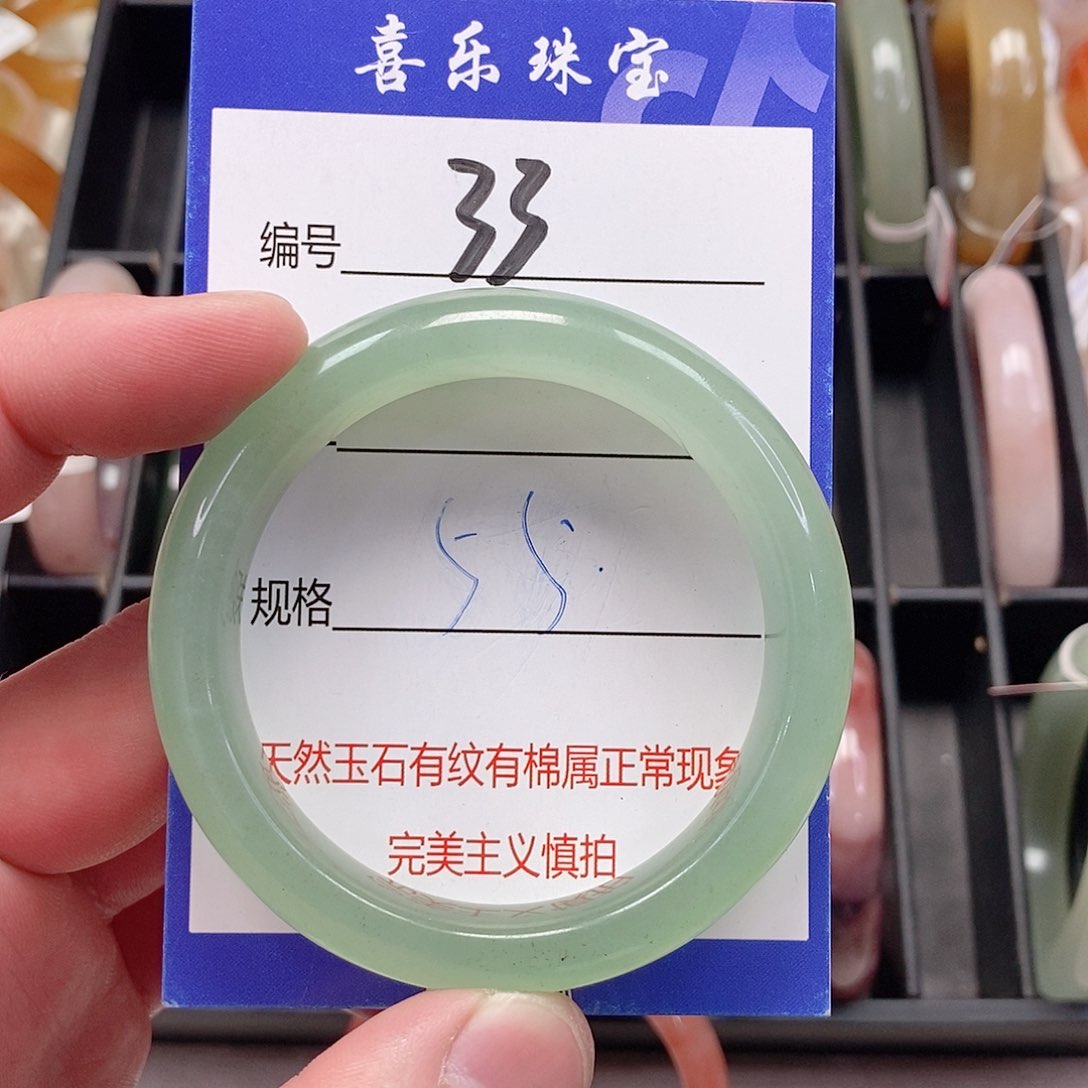 喜乐珠宝
编号 33
规格 55.
天然玉石有纹有棉属正常现象
完美主义慎拍